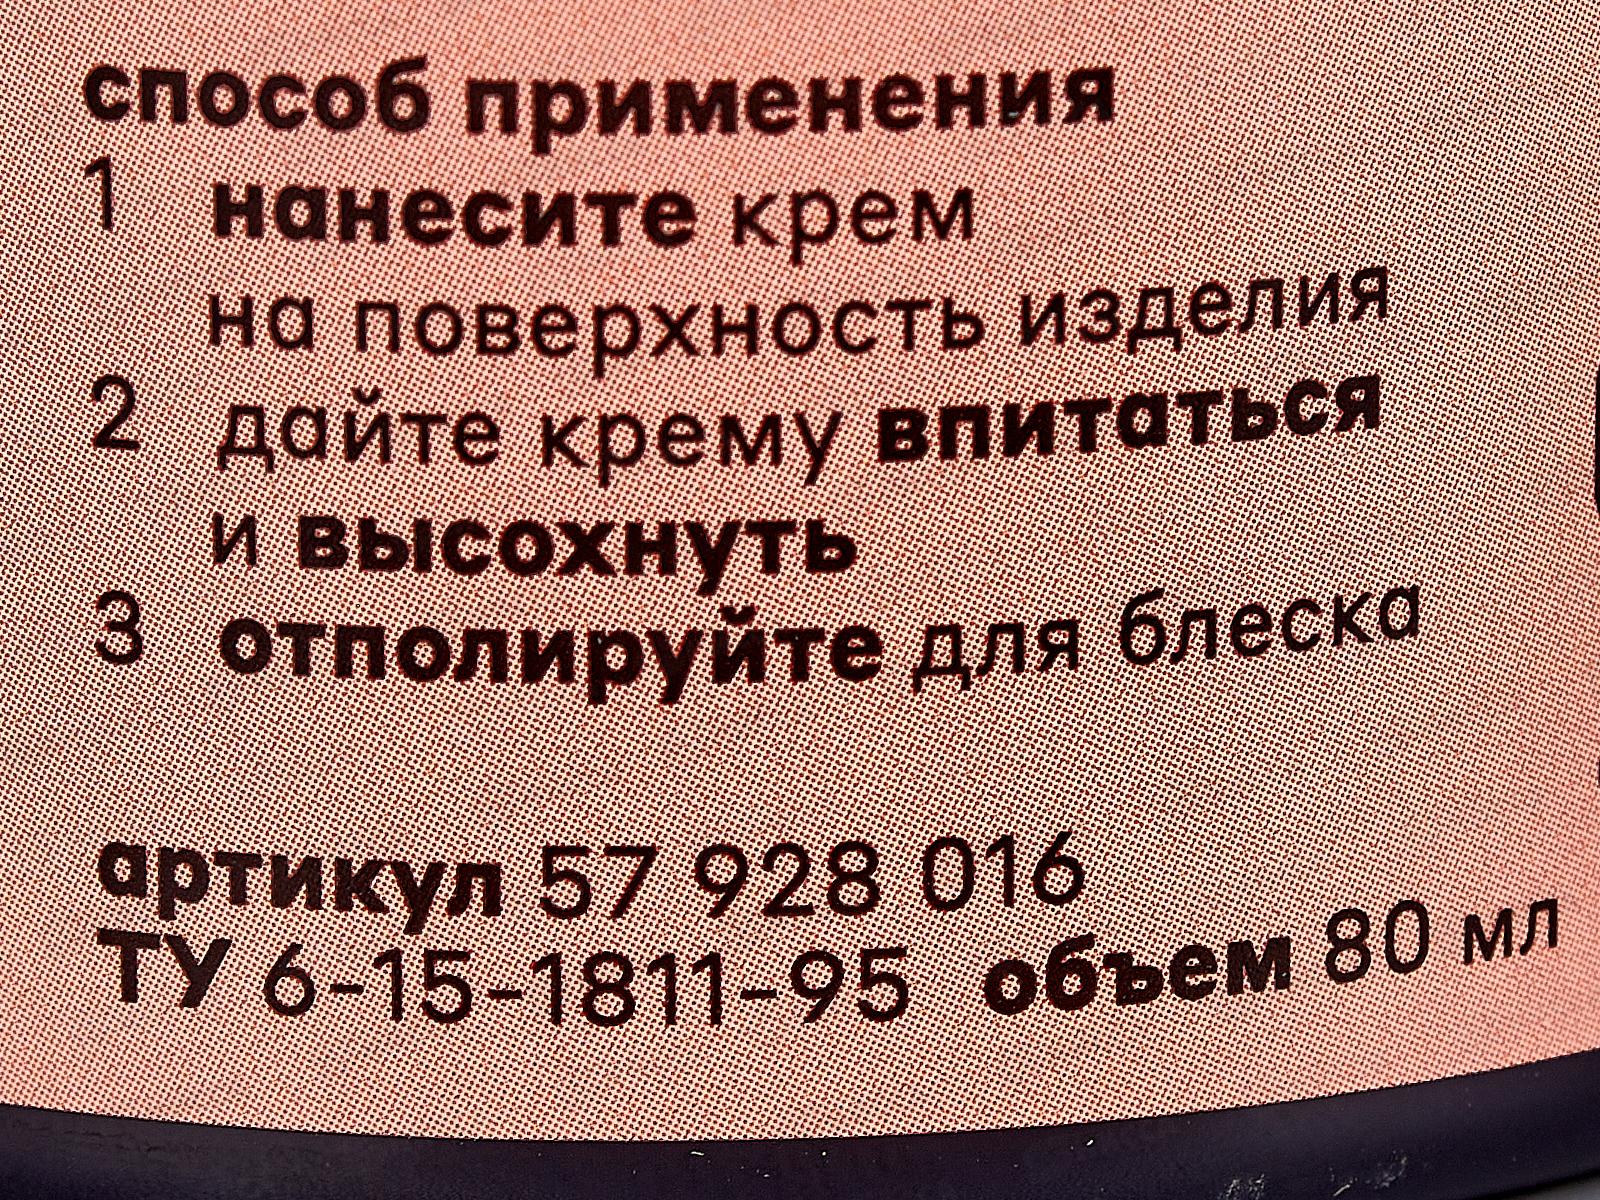 способ применения
1 нанесите крем
на поверхность изделия
2 дайте крему впитаться
и высохнуть
3 отполируйте для блеска
артикул 57 928 016
ТУ 6-15-1811-95 объем 80 мл